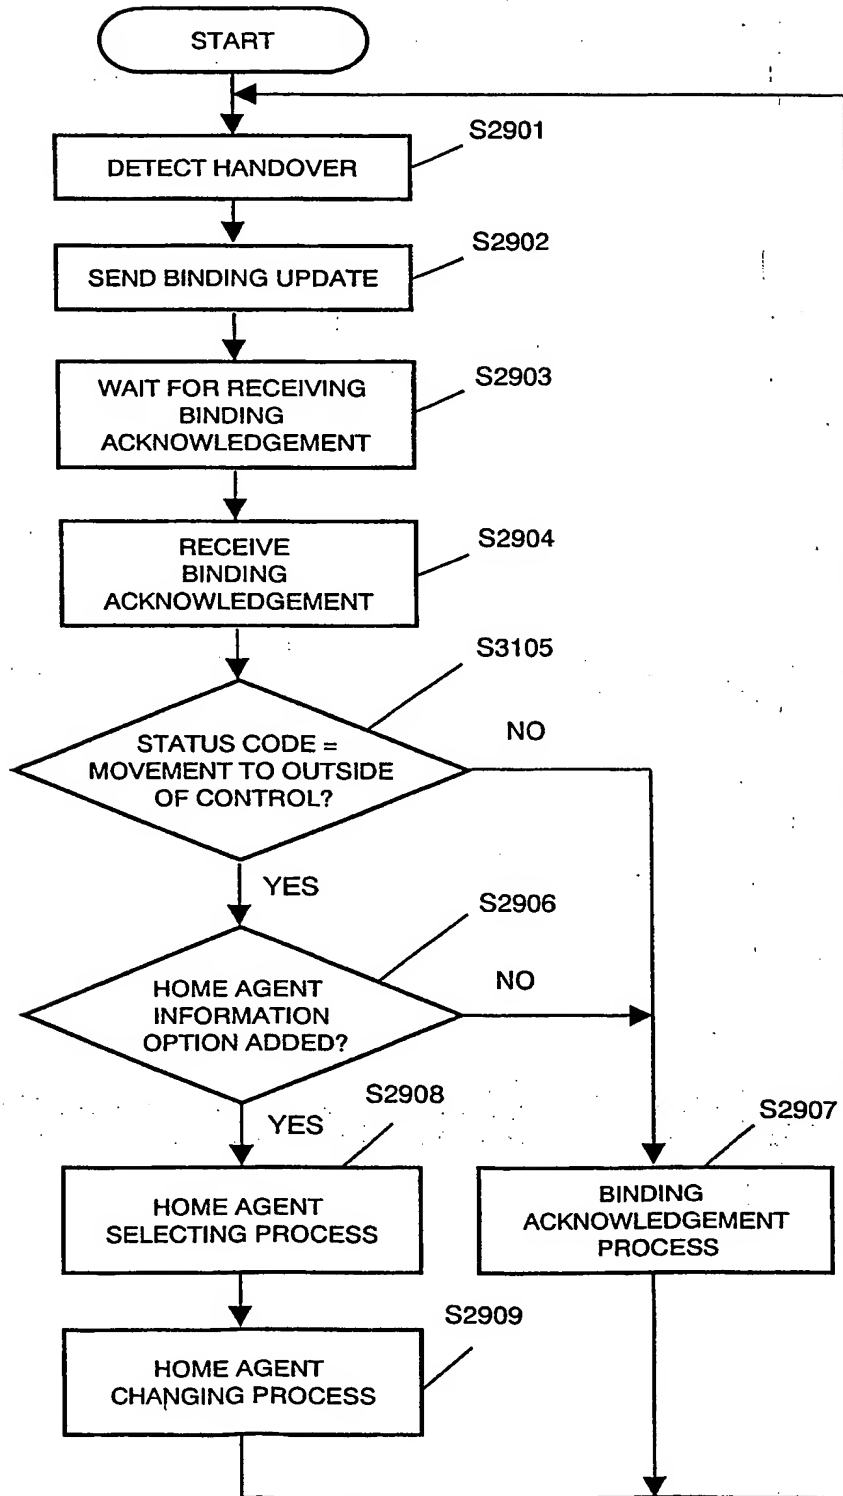 START
S2901
DETECT HANDOVER
S2902
SEND BINDING UPDATE
S2903
WAIT FOR RECEIVING
BINDING
ACKNOWLEDGEMENT
S2904
RECEIVE
BINDING
ACKNOWLEDGEMENT
S3105
STATUS CODE =
MOVEMENT TO OUTSIDE
OF CONTROL?
NO
YES
S2906
HOME AGENT
INFORMATION
OPTION ADDED?
NO
YES
S2908
HOME AGENT
SELECTING PROCESS
S2907
BINDING
ACKNOWLEDGEMENT
PROCESS
S2909
HOME AGENT
CHANGING PROCESS